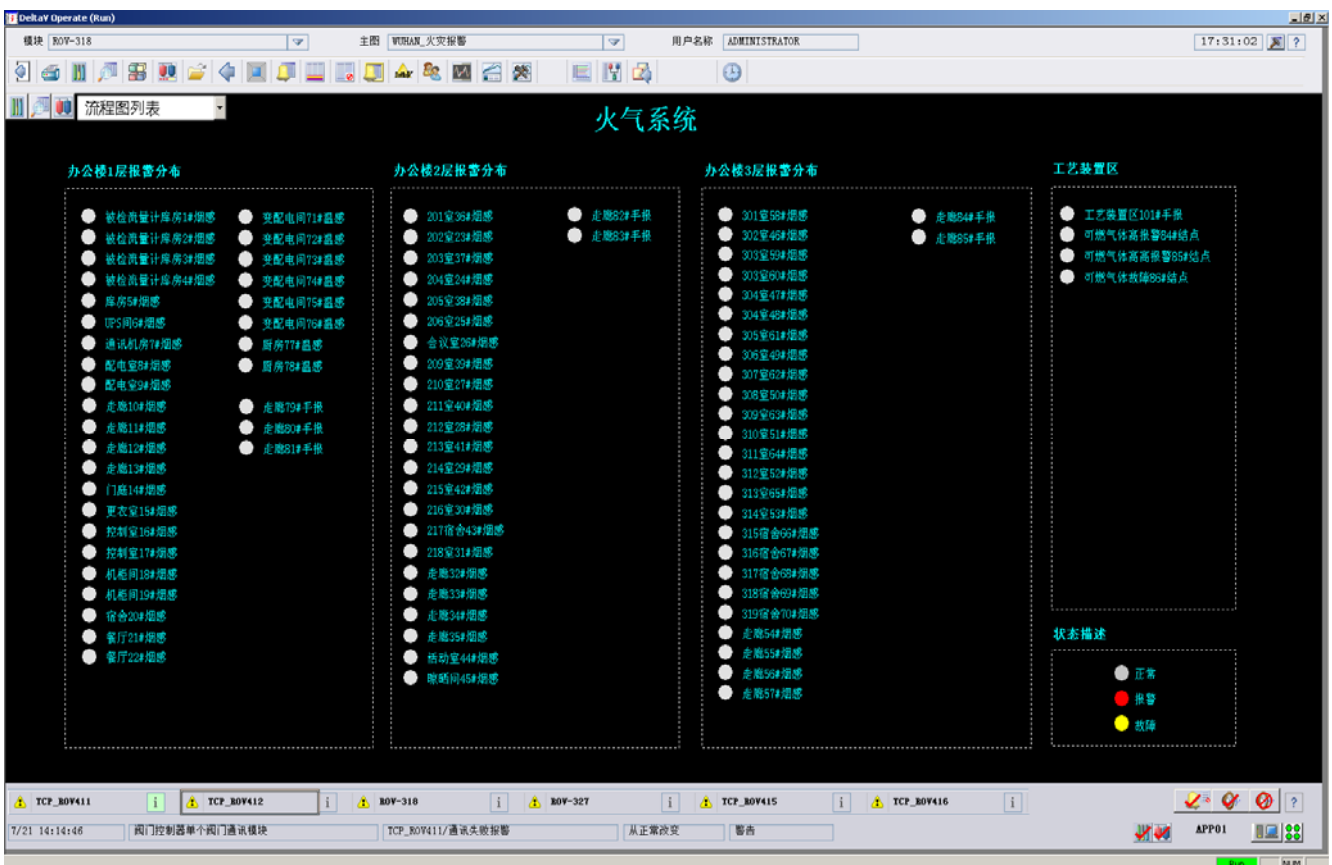 DeltaV Operate (Run)
模块 ROV-318 主图 WUHAN_火灾报警 用户名称 ADMINISTRATOR 17:31:02 ?
流程图列表
火气系统
办公楼1层报警分布
被检流量计库房1#烟感
被检流量计库房2#烟感
被检流量计库房3#烟感
被检流量计库房4#烟感
库房5#烟感
UPS间6#烟感
通讯机房7#烟感
配电室8#烟感
配电室9#烟感
走廊10#烟感
走廊11#烟感
走廊12#烟感
走廊13#烟感
门庭14#烟感
更衣室15#烟感
控制室16#烟感
控制室17#烟感
机柜间18#烟感
机柜间19#烟感
宿舍20#烟感
餐厅21#烟感
餐厅22#烟感
变配电间71#温感
变配电间72#温感
变配电间73#温感
变配电间74#温感
变配电间75#温感
变配电间76#温感
厨房77#温感
厨房78#温感
走廊79#手报
走廊80#手报
走廊81#手报
办公楼2层报警分布
201室36#烟感
202室23#烟感
203室37#烟感
204室24#烟感
205室38#烟感
206室25#烟感
会议室26#烟感
209室39#烟感
210室27#烟感
211室40#烟感
212室28#烟感
213室41#烟感
214室29#烟感
215室42#烟感
216室30#烟感
217宿舍43#烟感
218室31#烟感
走廊32#烟感
走廊33#烟感
走廊34#烟感
走廊35#烟感
活动室44#烟感
晾晒间45#烟感
走廊82#手报
走廊83#手报
办公楼3层报警分布
301室58#烟感
302室46#烟感
303室59#烟感
303室60#烟感
304室47#烟感
304室48#烟感
305室61#烟感
306室49#烟感
307室62#烟感
308室50#烟感
309室63#烟感
310室51#烟感
311室64#烟感
312室52#烟感
313室65#烟感
314室53#烟感
315宿舍66#烟感
316宿舍67#烟感
317宿舍68#烟感
318宿舍69#烟感
319宿舍70#烟感
走廊54#烟感
走廊55#烟感
走廊56#烟感
走廊57#烟感
走廊84#手报
走廊85#手报
工艺装置区
工艺装置区101#手报
可燃气体高报警84#结点
可燃气体高高报警85#结点
可燃气体故障86#结点
状态描述
正常
报警
故障
TCP_ROV411 i TCP_ROV412 i ROV-318 i ROV-327 i TCP_ROV415 i TCP_ROV416 i ?
7/21 14:14:46 阀门控制器单个阀门通讯模块 TCP_ROV411/通讯失败报警 从正常改变 警告 APP01
Run NUM